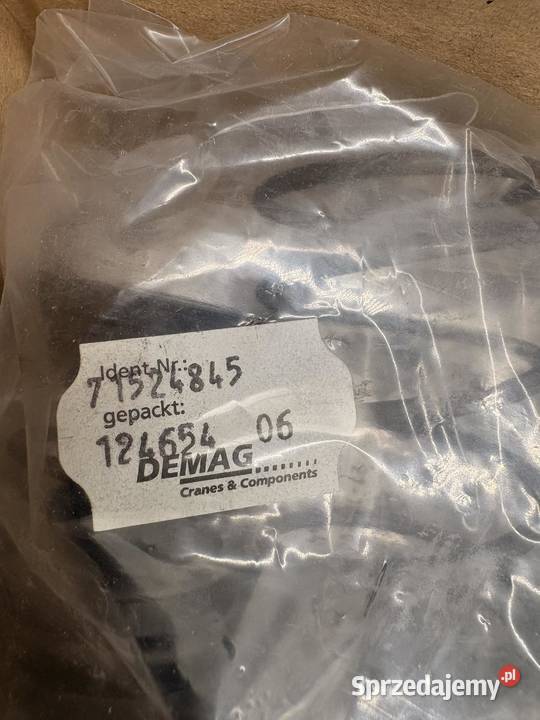 Ident-Nr.:
71524845
gepackt:
124654 06
DEMAG
Cranes & Components
Sprzedajemy.pl